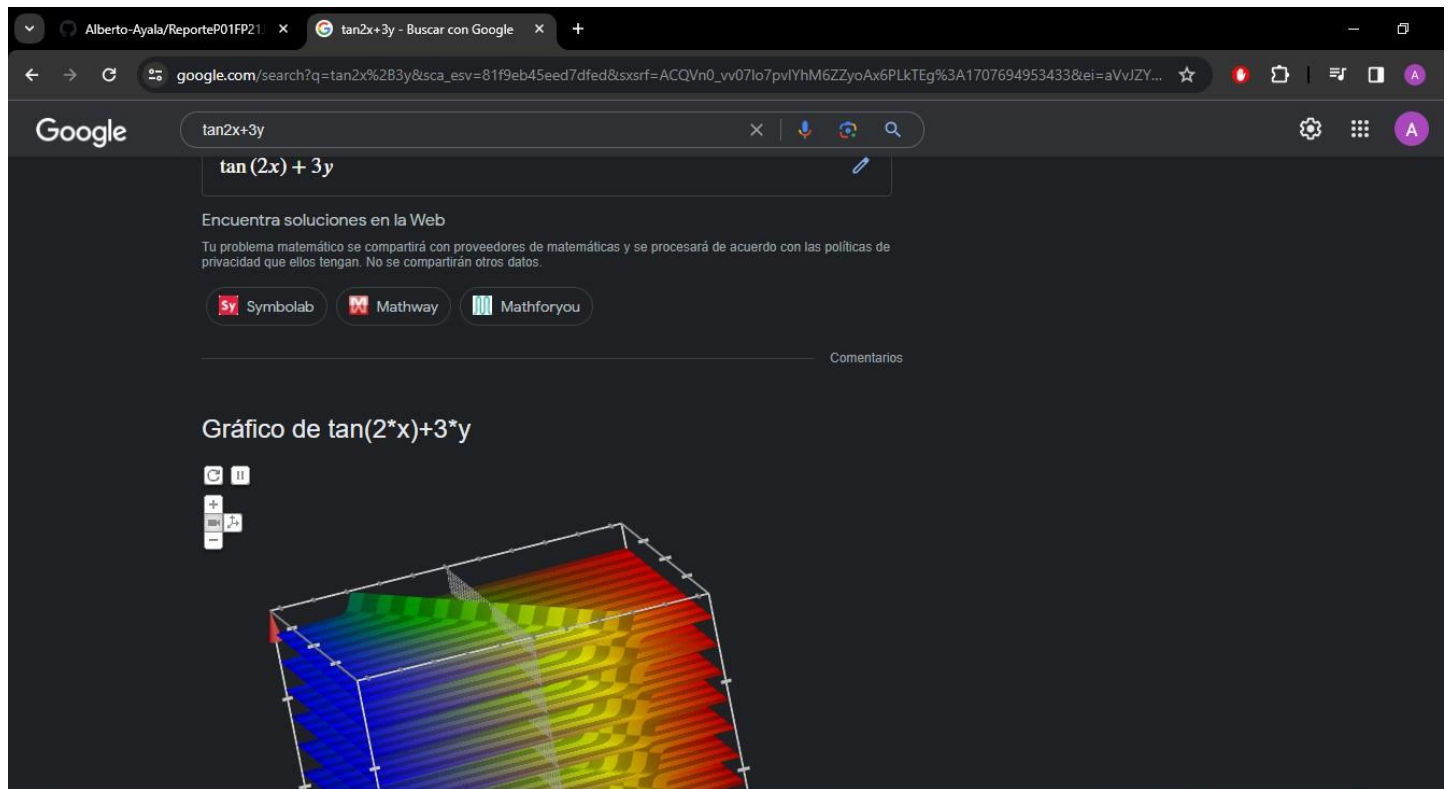 Alberto-Ayala/ReporteP01FP21
tan2x+3y - Buscar con Google
google.com/search?q=tan2x%2B3y&sca_esv=81f9eb45eed7dfed&sxsrf=ACQVn0_vv07lo7pvlYhM6ZZyoAx6PLkTEg%3A1707694953433&ei=aVvJZY...
A
Google
tan2x+3y
A
tan (2x) + 3y
Encuentra soluciones en la Web
Tu problema matemático se compartirá con proveedores de matemáticas y se procesará de acuerdo con las políticas de
privacidad que ellos tengan. No se compartirán otros datos.
Sy Symbolab
Mathway
Mathforyou
Comentarios
Gráfico de tan(2*x)+3*y